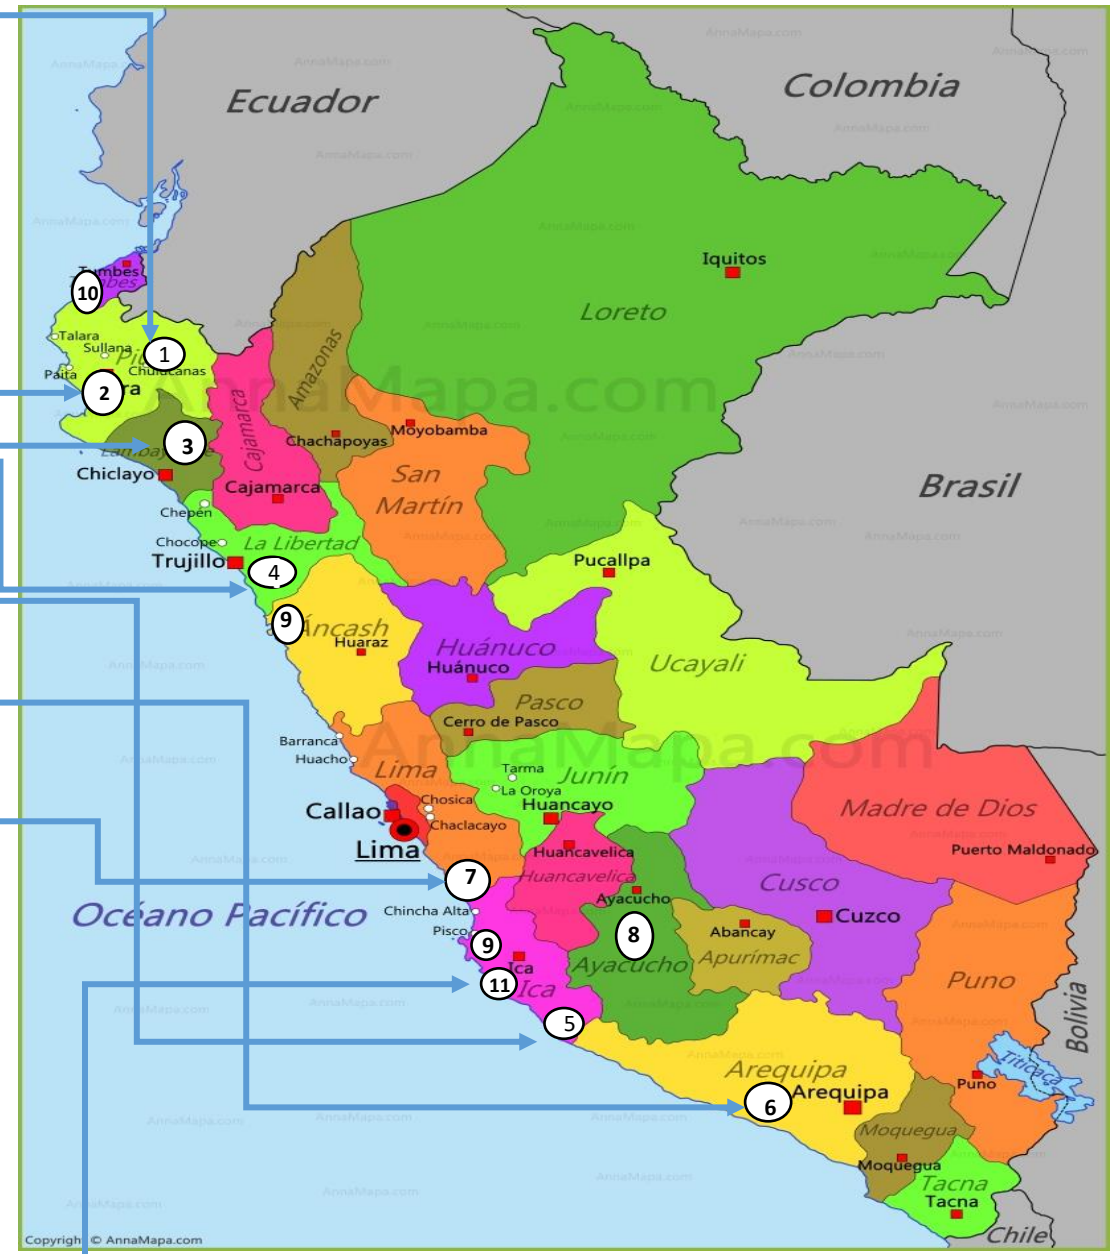 Colombia
Ecuador
Iquitos
Loreto
Tumbes
10
Talara
Sullana
1
Paita
Chulucanas
2
Amazonas
Moyobamba
Chachapoyas
3
Cajamarca
Chiclayo
Cajamarca
San
Martín
Brasil
Chepén
Chocope
La Libertad
Trujillo
4
Pucallpa
9
Áncash
Huaraz
Huánuco
Huánuco
Ucayali
Pasco
Cerro de Pasco
Barranca
Huacho
Lima
Tarma
La Oroya
Junín
Huancayo
Chosica
Chaclacayo
Callao
Lima
Madre de Dios
Puerto Maldonado
Huancavelica
Huancavelica
7
Cusco
Cuzco
Océano Pacífico
Chincha Alta
Pisco
Ayacucho
8
Ayacucho
Abancay
Apurímac
9
Ica
11
Ica
5
Puno
Bolivia
Titicaca
Puno
Arequipa
Arequipa
6
Moquegua
Moquegua
Tacna
Tacna
Chile
AnnaMapa.com
AnnaMapa.com
Copyright © AnnaMapa.com